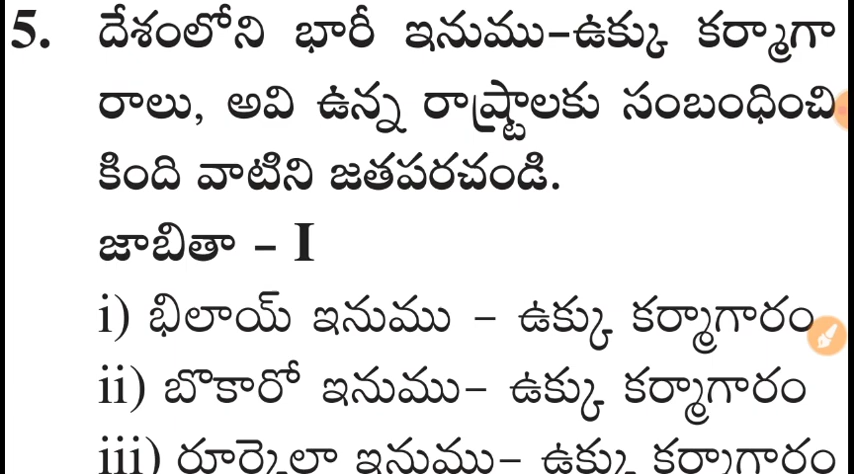 5. దేశంలోని భారీ ఇనుము-ఉక్కు కర్మాగా
రాలు, అవి ఉన్న రాష్ట్రాలకు సంబంధించి
కింది వాటిని జతపరచండి.
జాబితా - I
i) భిలాయ్ ఇనుము - ఉక్కు కర్మాగారం
ii) బొకారో ఇనుము- ఉక్కు కర్మాగారం
iii) రూర్కెలా ఇనుము- ఉక్కు కర్మాగారం